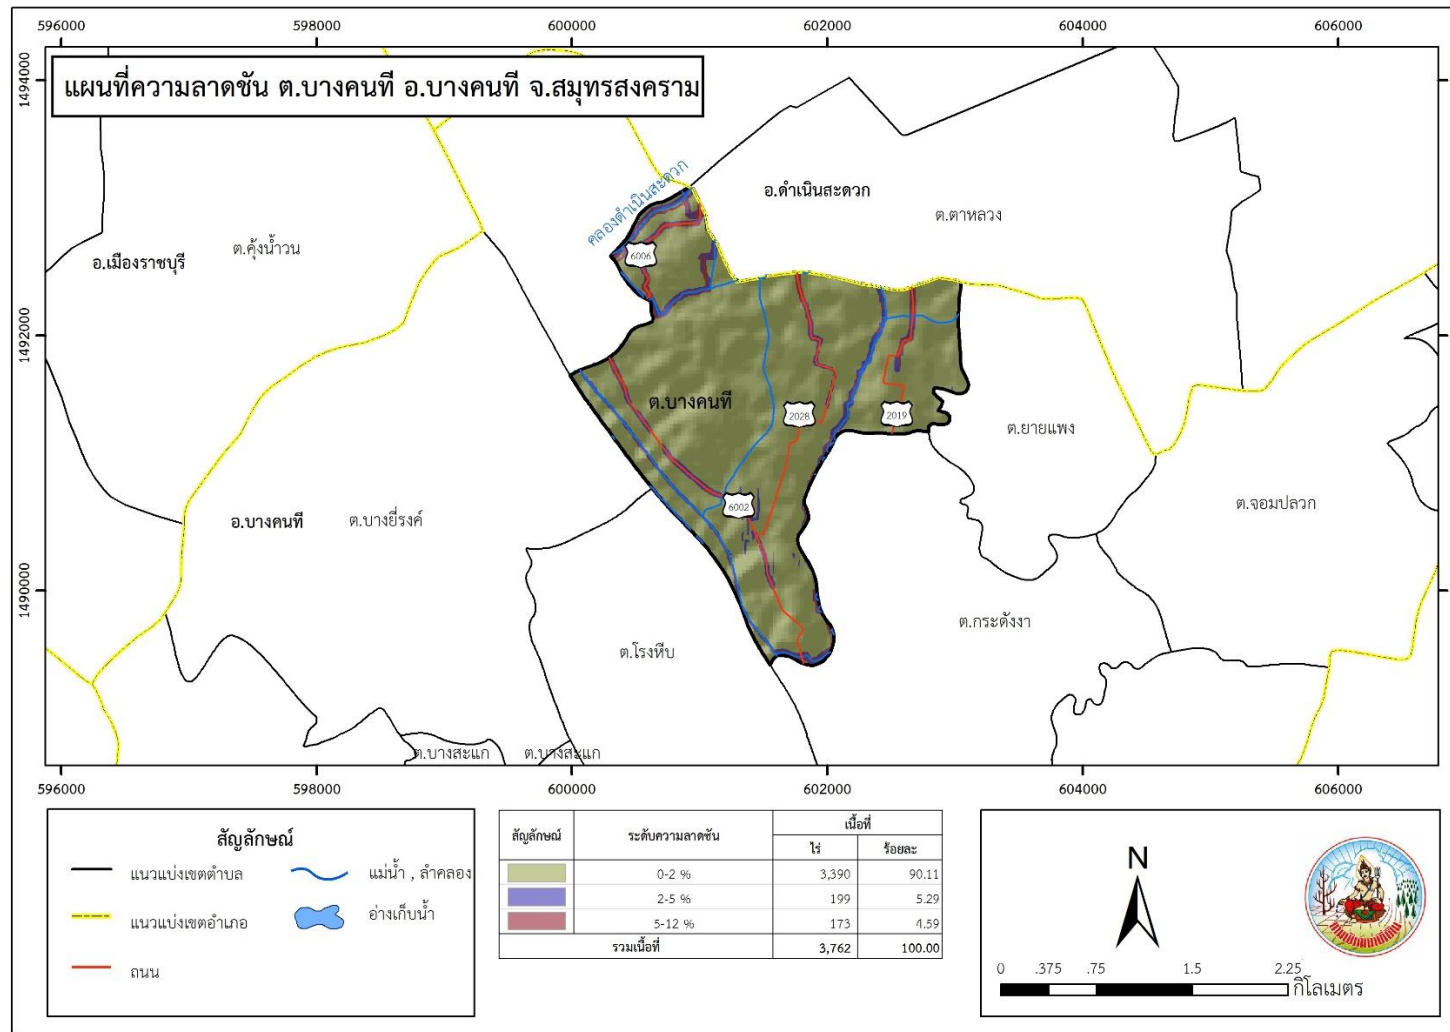 596000 598000 600000 602000 604000 606000
แผนที่ความลาดชัน ต.บางคนที อ.บางคนที จ.สมุทรสงคราม
1494000 1494000
คลองดำเนินสะดวก
อ.ดำเนินสะดวก
ต.ตาหลวง
ต.คุ้งน้ำวน
อ.เมืองราชบุรี
6006
1492000 1492000
ต.บางคนที
2028
2019
ต.ยายแพง
6002
ต.จอมปลวก
อ.บางคนที
ต.บางยี่รงค์
1490000 1490000
ต.กระดังงา
ต.โรงหีบ
ต.บางสะแก
ต.บางสะแก
596000 598000 600000 602000 604000 606000
สัญลักษณ์
แนวแบ่งเขตตำบล
แม่น้ำ , ลำคลอง
แนวแบ่งเขตอำเภอ
อ่างเก็บน้ำ
ถนน
สัญลักษณ์ ระดับความลาดชัน เนื้อที่
ไร่ ร้อยละ
0-2 % 3,390 90.11
2-5 % 199 5.29
5-12 % 173 4.59
รวมเนื้อที่ 3,762 100.00
N
กรมพัฒนาที่ดิน
0 .375 .75 1.5 2.25
กิโลเมตร